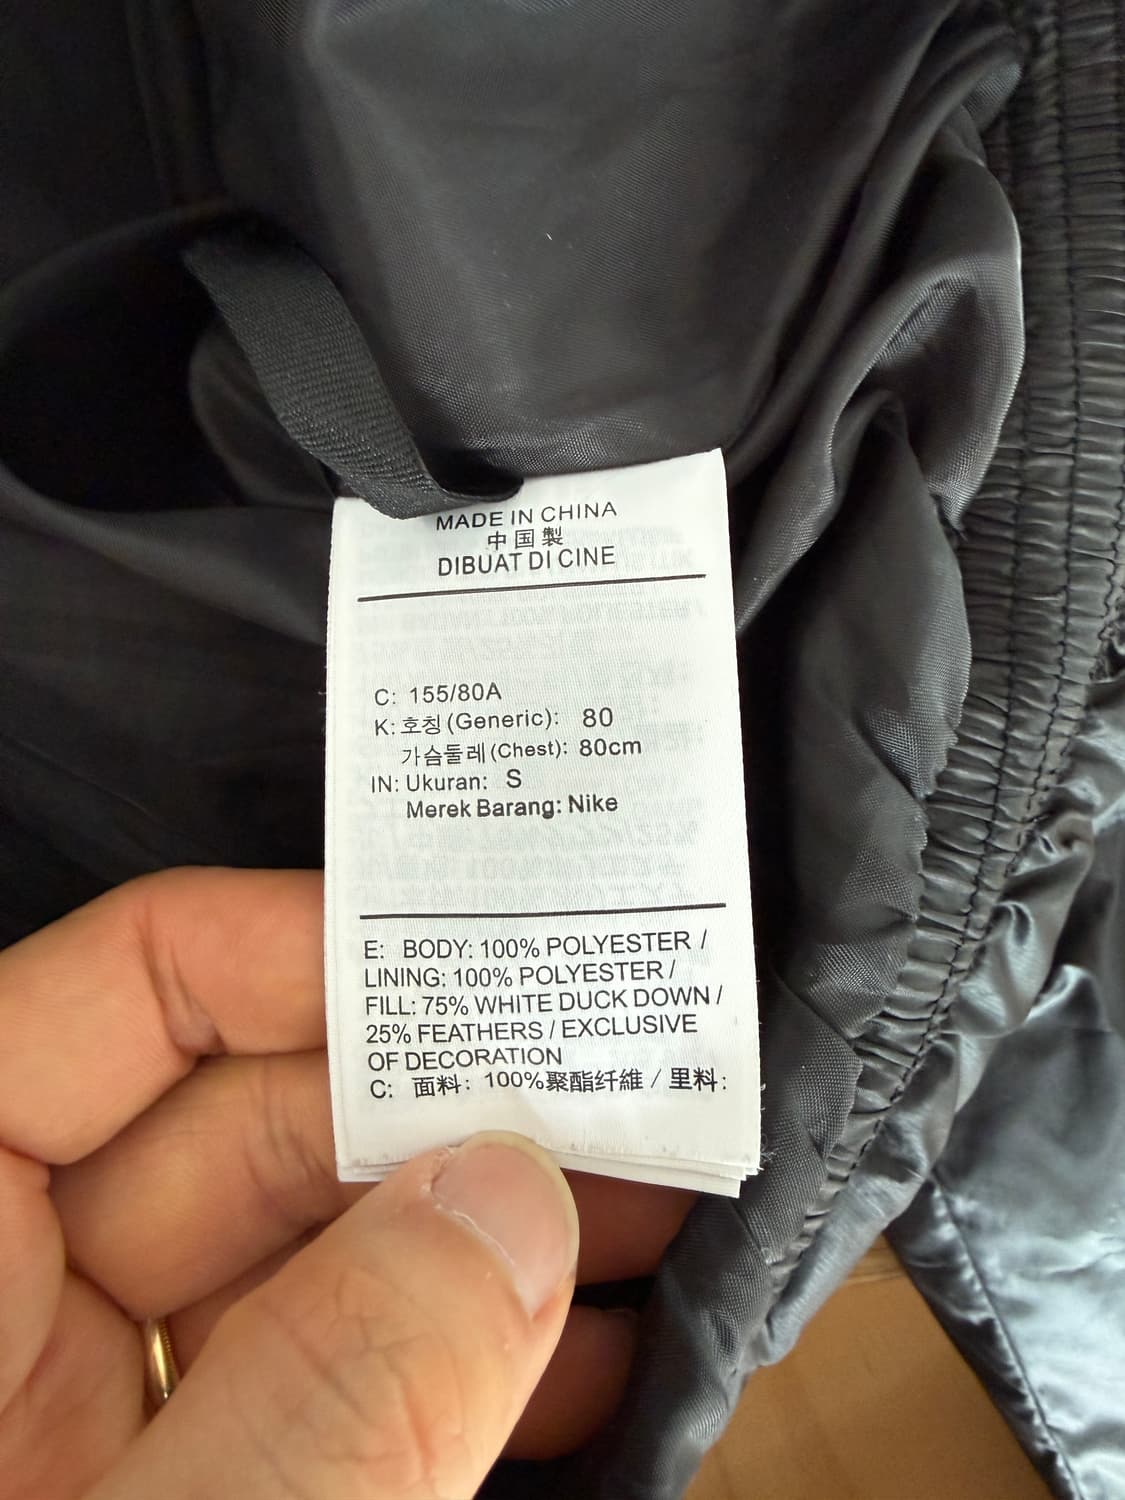 MADE IN CHINA
中国製
DIBUAT DI CINE
C: 155/80A
K: 호칭 (Generic): 80
가슴둘레 (Chest): 80cm
IN: Ukuran: S
Merek Barang: Nike
E: BODY: 100% POLYESTER /
LINING: 100% POLYESTER /
FILL: 75% WHITE DUCK DOWN /
25% FEATHERS / EXCLUSIVE
OF DECORATION
C: 面料: 100%聚酯纤維 / 里料: